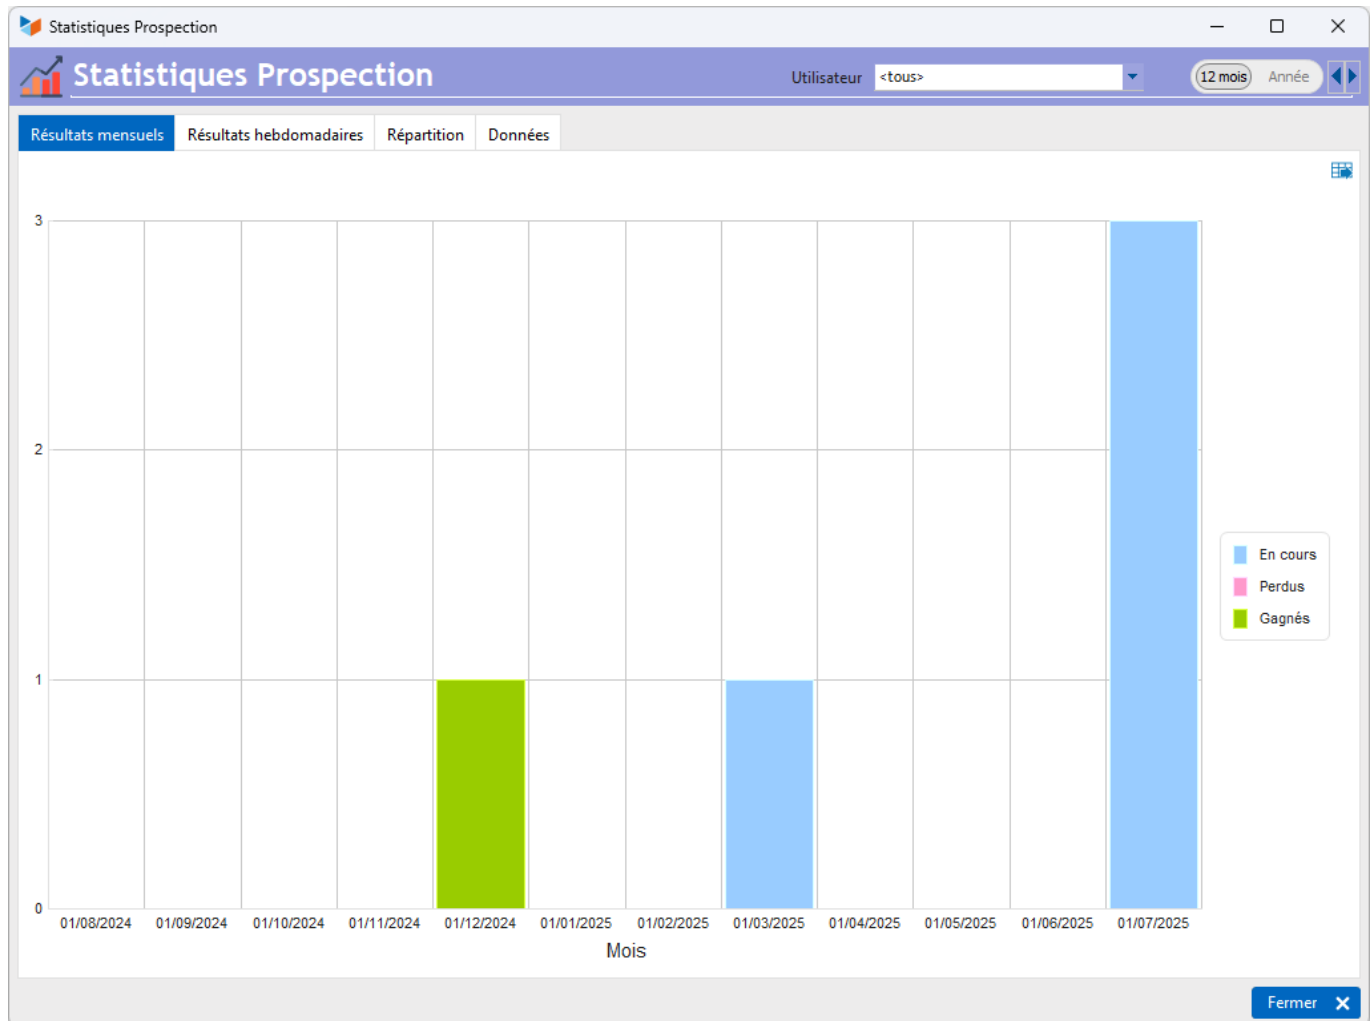 Statistiques Prospection
Statistiques Prospection
Utilisateur <tous> 12 mois Année
Résultats mensuels Résultats hebdomadaires Répartition Données
3
2
1
0
En cours
Perdus
Gagnés
01/08/2024 01/09/2024 01/10/2024 01/11/2024 01/12/2024 01/01/2025 01/02/2025 01/03/2025 01/04/2025 01/05/2025 01/06/2025 01/07/2025
Mois
Fermer